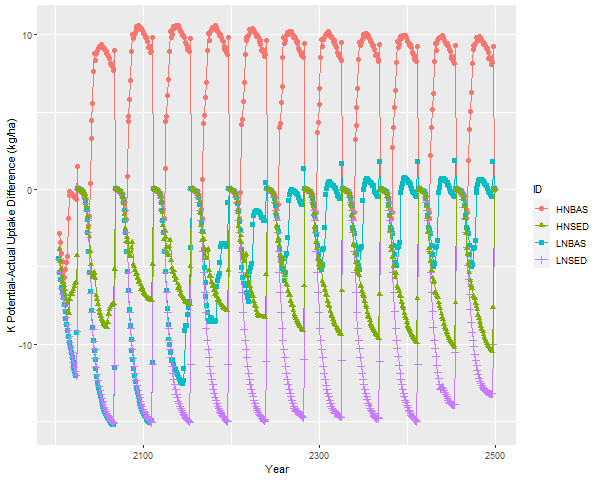 10
0
-10
K Potential-Actual Uptake Difference (kg/ha)
2100
2300
2500
Year
ID
HNBAS
HNSED
LNBAS
LNSED